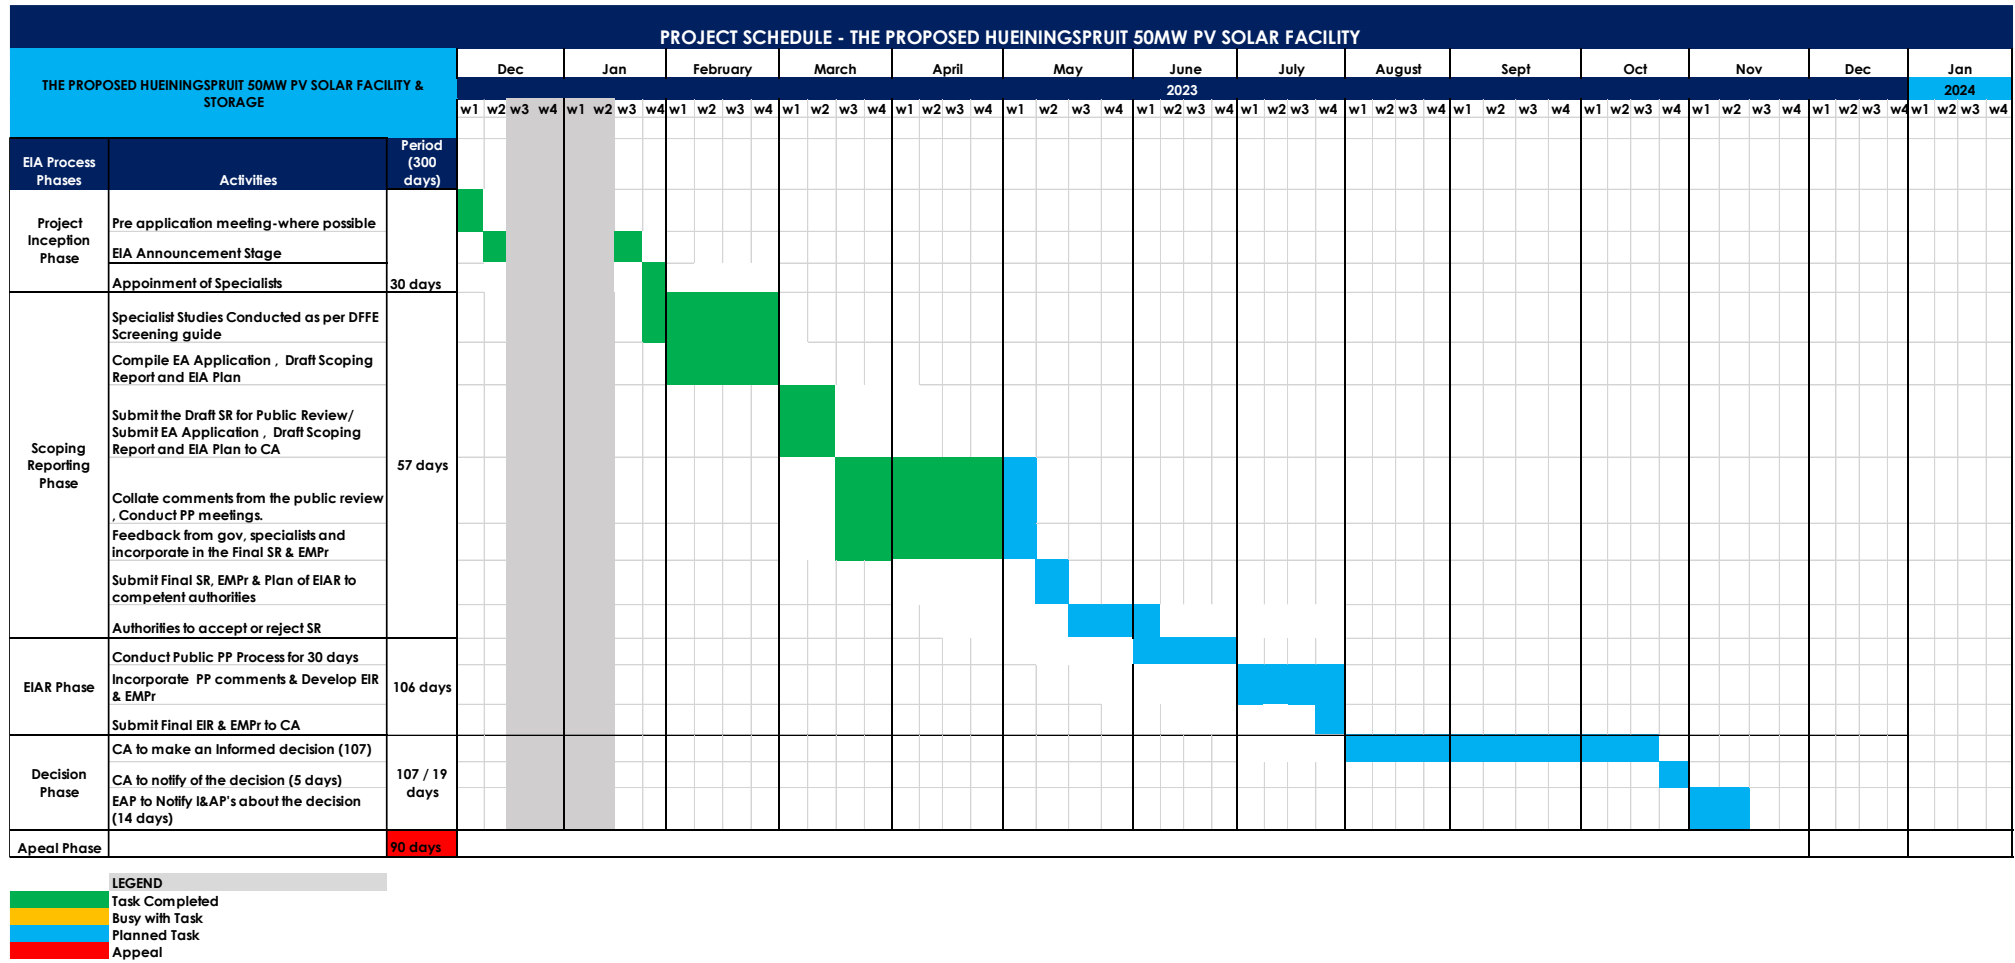 PROJECT SCHEDULE - THE PROPOSED HUEININGSPRUIT 50MW PV SOLAR FACILITY
THE PROPOSED HUEININGSPRUIT 50MW PV SOLAR FACILITY &
STORAGE
Dec Jan February March April May June July August Sept Oct Nov Dec Jan
2023 2024
w1 w2 w3 w4 w1 w2 w3 w4 w1 w2 w3 w4 w1 w2 w3 w4 w1 w2 w3 w4 w1 w2 w3 w4 w1 w2 w3 w4 w1 w2 w3 w4 w1 w2 w3 w4 w1 w2 w3 w4 w1 w2 w3 w4 w1 w2 w3 w4 w1 w2 w3 w4 w1 w2 w3 w4
EIA Process
Phases
Activities
Period
(300
days)
Project
Inception
Phase
Pre application meeting-where possible
EIA Announcement Stage
Appoinment of Specialists
30 days
Scoping
Reporting
Phase
Specialist Studies Conducted as per DFFE
Screening guide
Compile EA Application , Draft Scoping
Report and EIA Plan
Submit the Draft SR for Public Review/
Submit EA Application , Draft Scoping
Report and EIA Plan to CA
Collate comments from the public review
, Conduct PP meetings.
Feedback from gov, specialists and
incorporate in the Final SR & EMPr
Submit Final SR, EMPr & Plan of EIAR to
competent authorities
Authorities to accept or reject SR
57 days
EIAR Phase
Conduct Public PP Process for 30 days
Incorporate PP comments & Develop EIR
& EMPr
Submit Final EIR & EMPr to CA
106 days
Decision
Phase
CA to make an Informed decision (107)
CA to notify of the decision (5 days)
EAP to Notify I&AP's about the decision
(14 days)
107 / 19
days
Apeal Phase
90 days
LEGEND
Task Completed
Busy with Task
Planned Task
Appeal